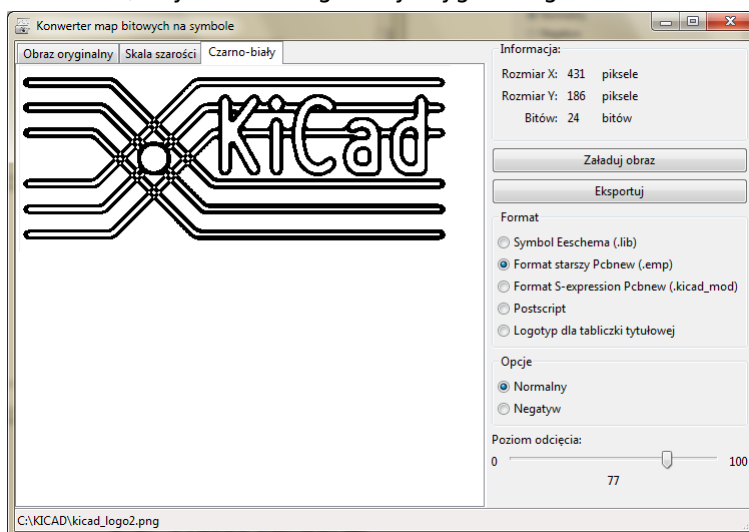 Konwerter map bitowych na symbole
Obraz oryginalny
Skala szarości
Czarno-biały
KiCad
Informacja:
Rozmiar X: 431 piksele
Rozmiar Y: 186 piksele
Bitów: 24 bitów
Załaduj obraz
Eksportuj
Format
Symbol Eeschema (.lib)
Format starszy Pcbnew (.emp)
Format S-expression Pcbnew (.kicad_mod)
Postscript
Logotyp dla tabliczki tytułowej
Opcje
Normalny
Negatyw
Poziom odcięcia:
0 100
77
C:\KICAD\kicad_logo2.png